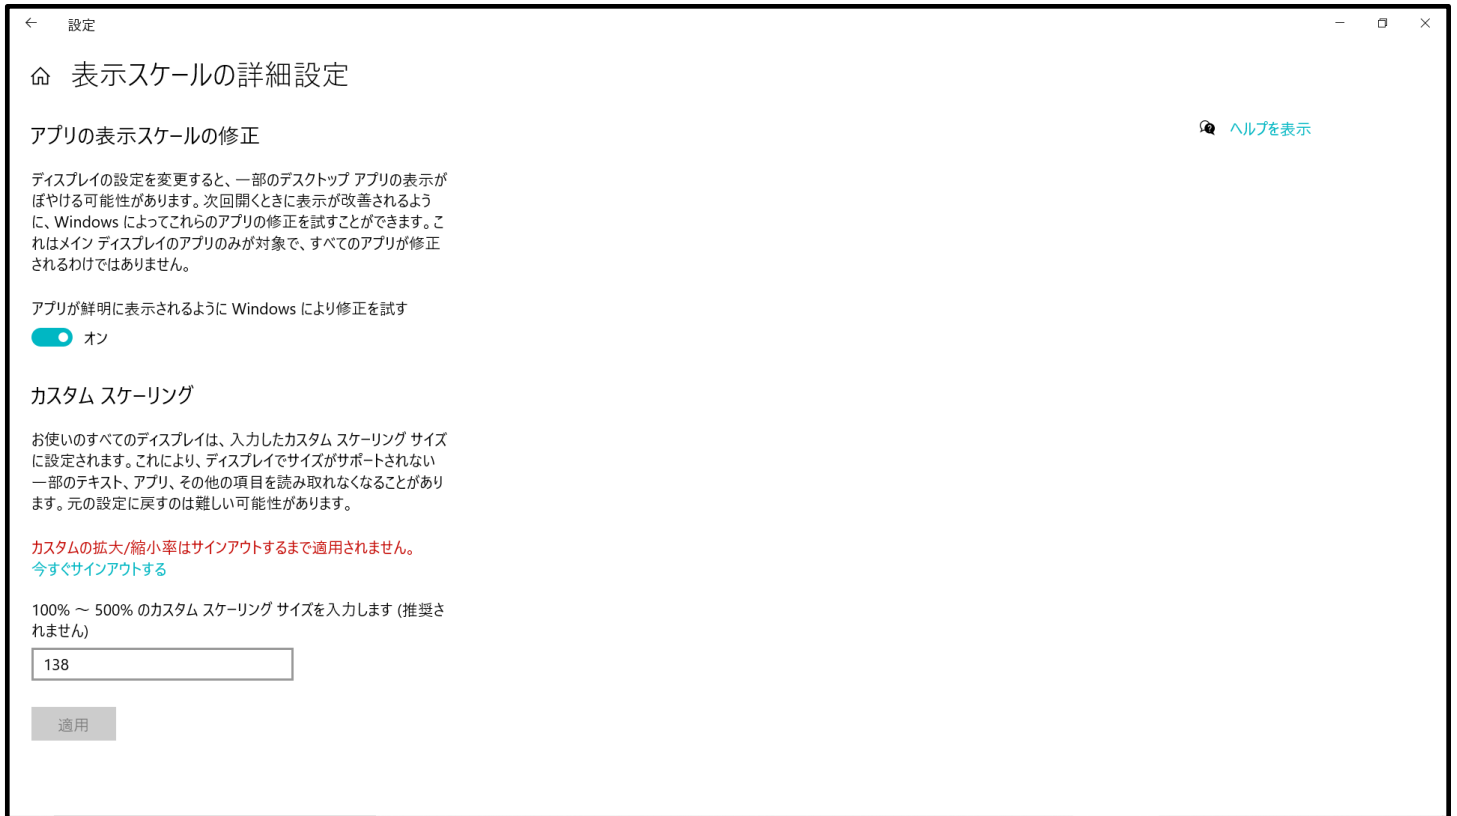 設定
表示スケールの詳細設定
アプリの表示スケールの修正
ヘルプを表示
ディスプレイの設定を変更すると、一部のデスクトップ アプリの表示が
ぼやける可能性があります。次回開くときに表示が改善されるよう
に、Windows によってこれらのアプリの修正を試すことができます。こ
れはメイン ディスプレイのアプリのみが対象で、すべてのアプリが修正
されるわけではありません。
アプリが鮮明に表示されるように Windows により修正を試す
オン
カスタム スケーリング
お使いのすべてのディスプレイは、入力したカスタム スケーリング サイズ
に設定されます。これにより、ディスプレイでサイズがサポートされない
一部のテキスト、アプリ、その他の項目を読み取れなくなることがあり
ます。元の設定に戻すのは難しい可能性があります。
カスタムの拡大/縮小率はサインアウトするまで適用されません。
今すぐサインアウトする
100% ～ 500% のカスタム スケーリング サイズを入力します (推奨さ
れません)
138
適用